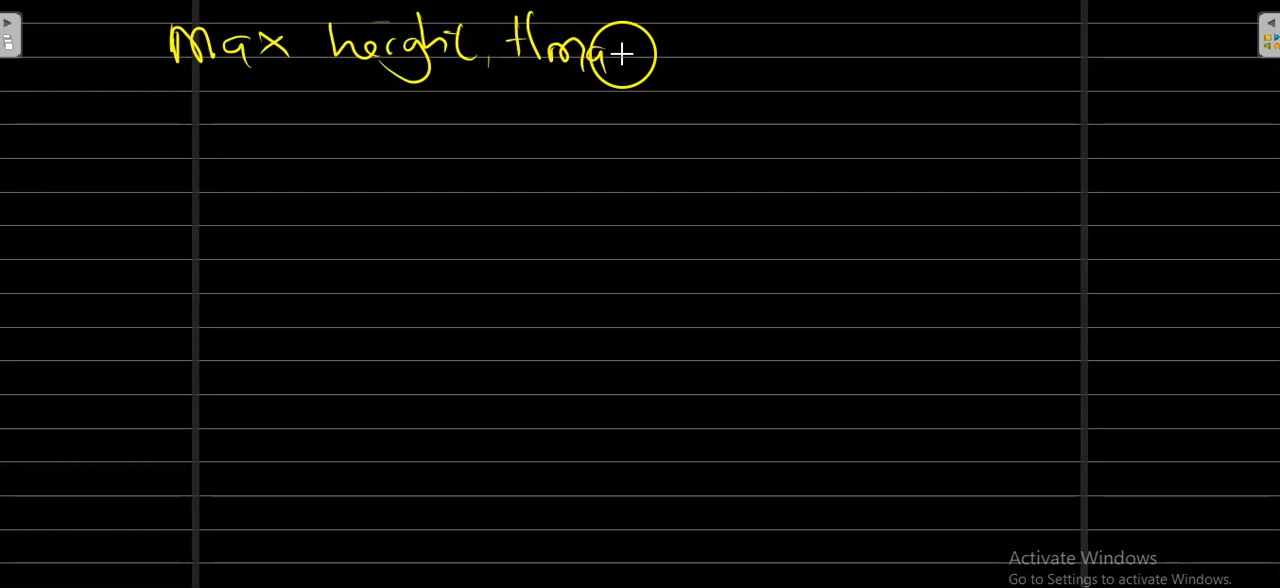 Max height, Hma
Activate Windows
Go to Settings to activate Windows.